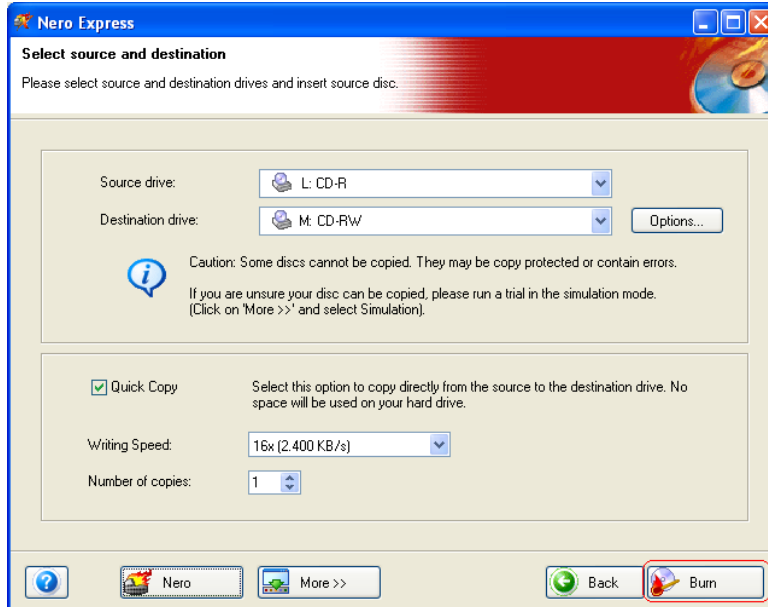 Nero Express
Select source and destination
Please select source and destination drives and insert source disc.
Source drive:
L: CD-R
Destination drive:
M: CD-RW
Options...
Caution: Some discs cannot be copied. They may be copy protected or contain errors.
If you are unsure your disc can be copied, please run a trial in the simulation mode.
(Click on 'More >>' and select Simulation).
Quick Copy
Select this option to copy directly from the source to the destination drive. No
space will be used on your hard drive.
Writing Speed:
16x (2.400 KB/s)
Number of copies:
1
Nero
More >>
Back
Burn